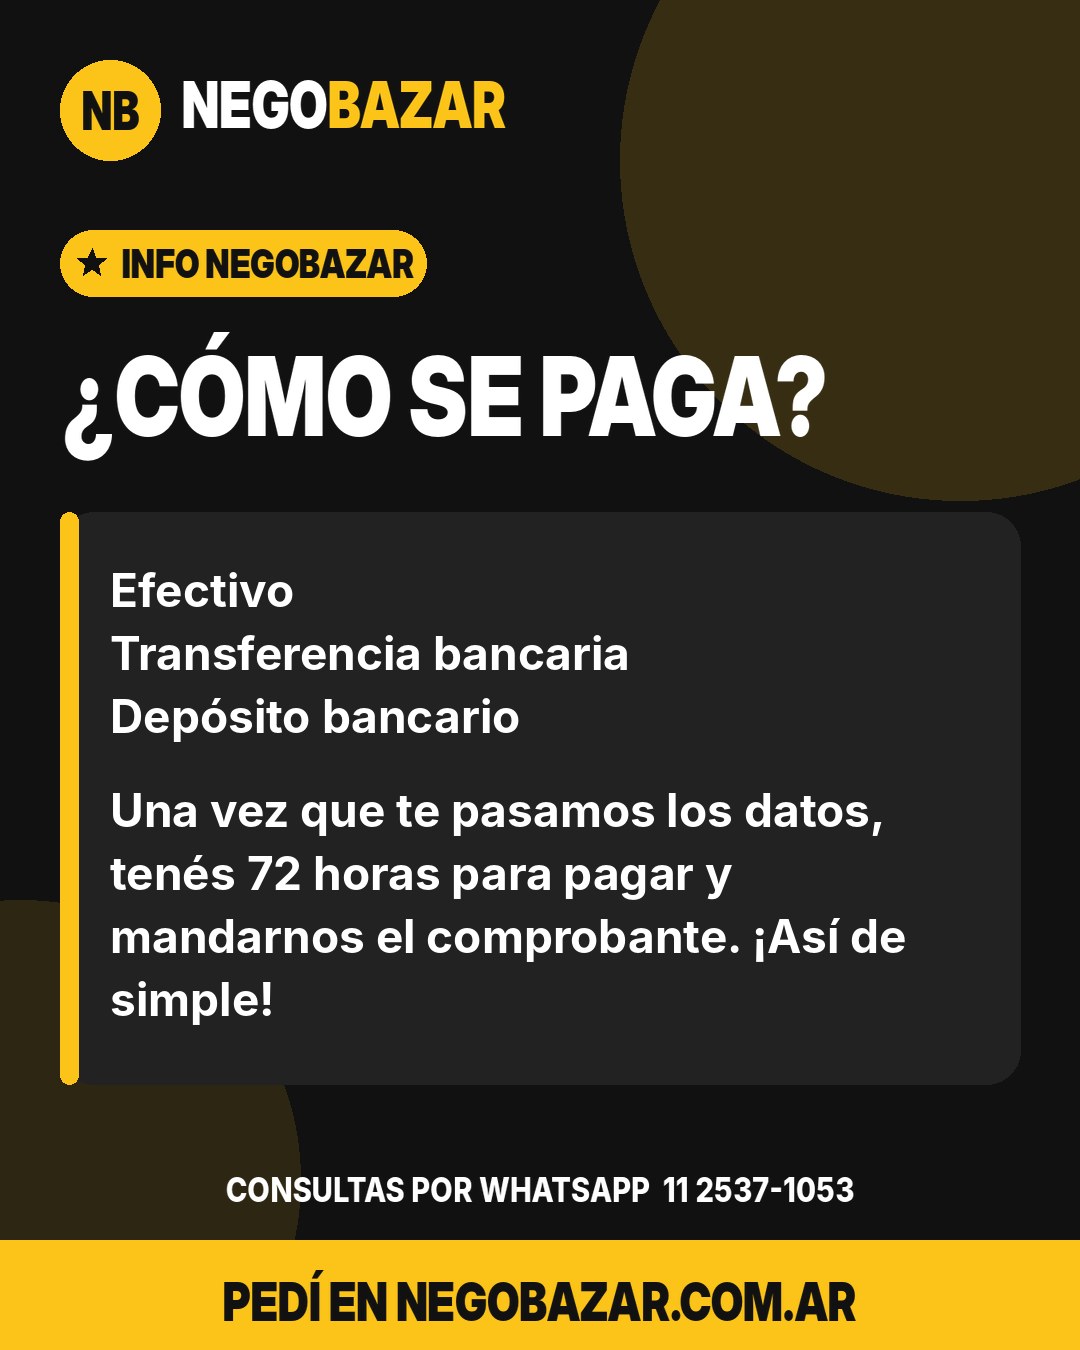 NB
NEGOBAZAR
★ INFO NEGOBAZAR
¿CÓMO SE PAGA?
Efectivo
Transferencia bancaria
Depósito bancario
Una vez que te pasamos los datos,
tenés 72 horas para pagar y
mandarnos el comprobante. ¡Así de
simple!
CONSULTAS POR WHATSAPP 11 2537-1053
PEDÍ EN NEGOBAZAR.COM.AR